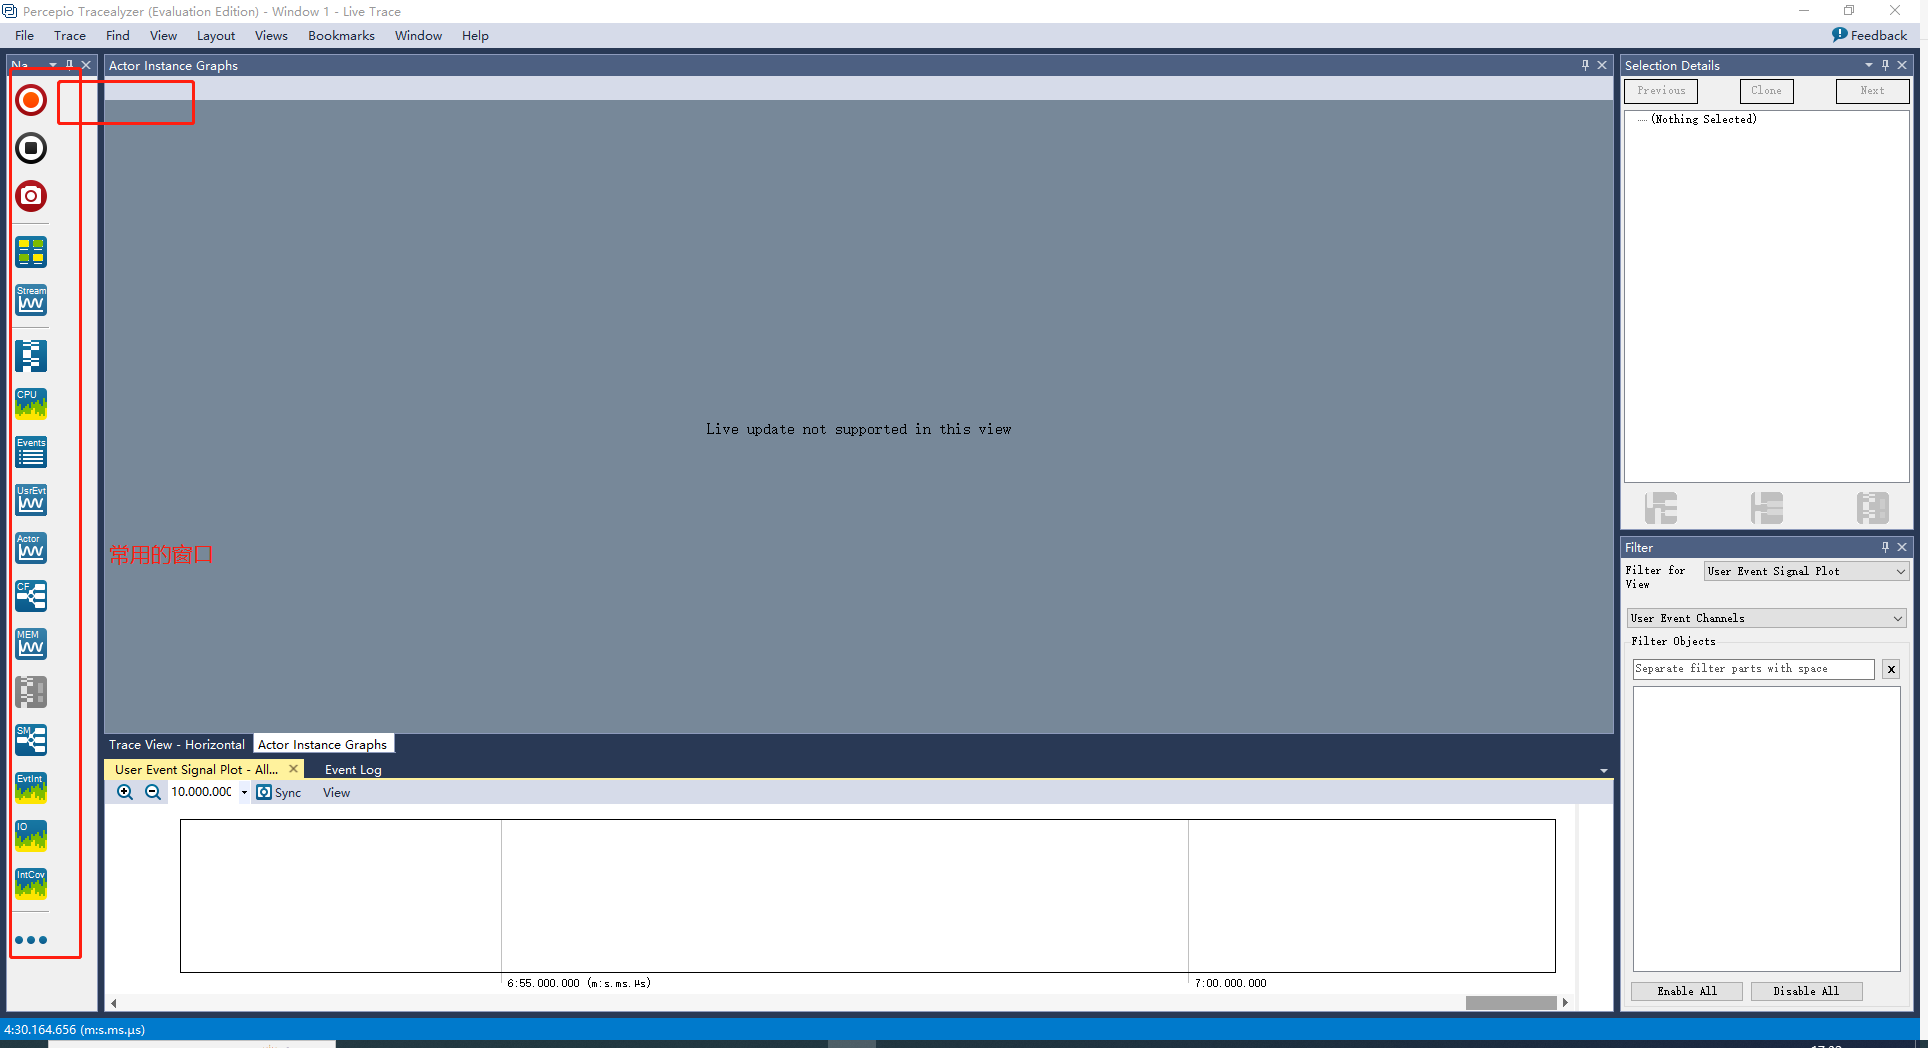 Percepio Tracealyzer (Evaluation Edition) - Window 1 - Live Trace
File Trace Find View Layout Views Bookmarks Window Help
Feedback
Na...
Actor Instance Graphs
Selection Details
Previous Clone Next
(Nothing Selected)
Stream
CPU
Events
UsrEvt
Actor
CF
MEM
SM
EvtInt
IO
IntCov
Live update not supported in this view
常用的窗口
Filter
Filter for View
User Event Signal Plot
User Event Channels
Filter Objects
Separate filter parts with space
x
Enable All Disable All
Trace View - Horizontal Actor Instance Graphs
User Event Signal Plot - All... Event Log
10.000.000 Sync View
6:55.000.000 (m:s.ms.µs) 7:00.000.000
4:30.164.656 (m:s.ms.µs)